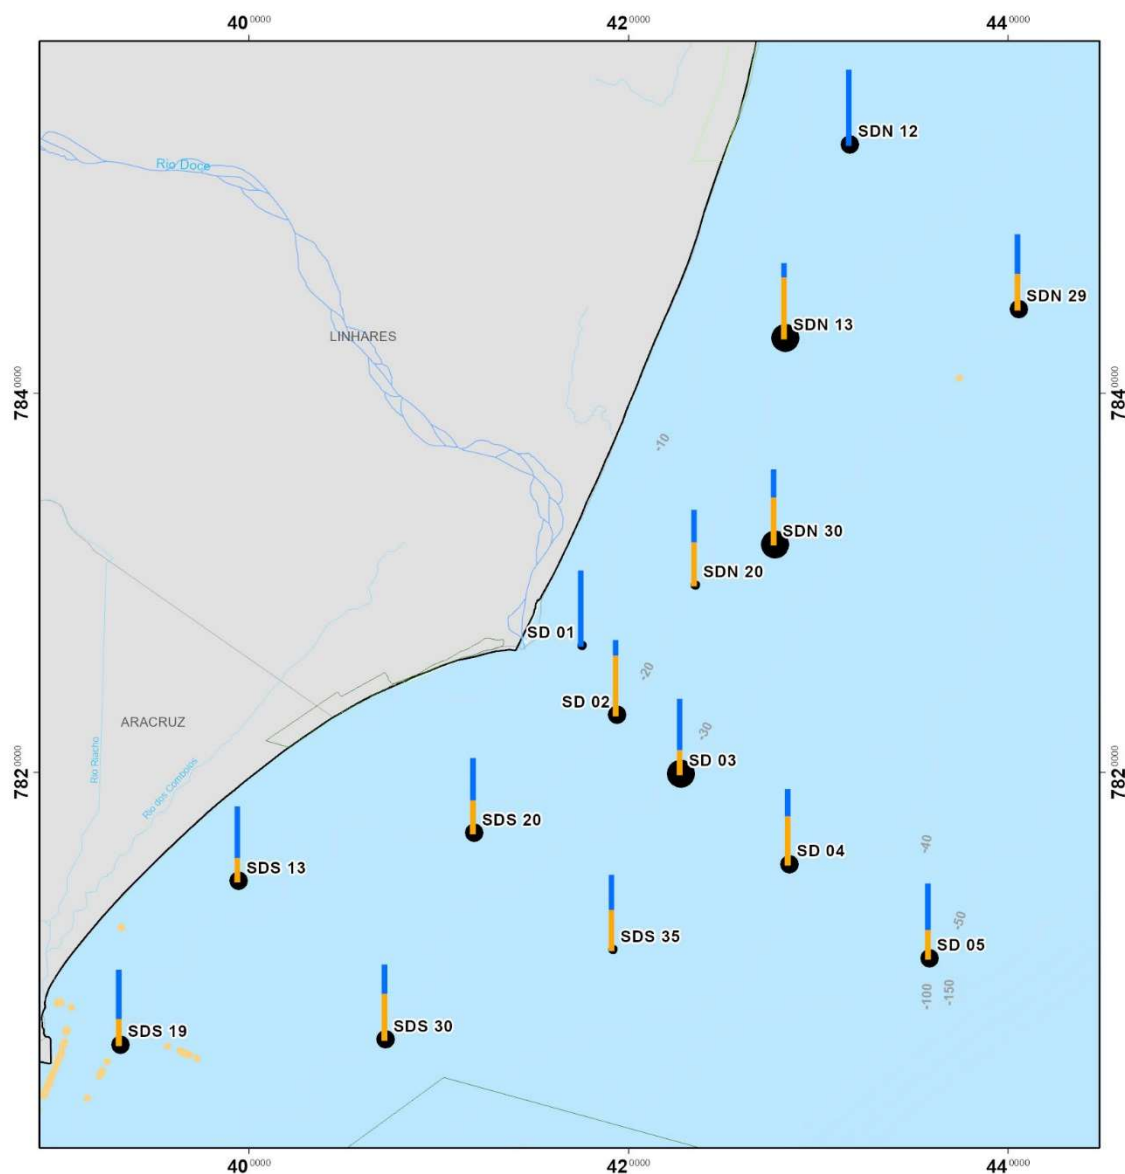 40⁰⁰⁰⁰ 42⁰⁰⁰⁰ 44⁰⁰⁰⁰
SDN 12
Rio Doce
SDN 29
SDN 13
LINHARES
784⁰⁰⁰⁰ 784⁰⁰⁰⁰
-10
SDN 30
SDN 20
SD 01
-20
SD 02
ARACRUZ
-30
Rio Riacho
SD 03
782⁰⁰⁰⁰ 782⁰⁰⁰⁰
Rio dos Comboios
SDS 20
SD 04
-40
SDS 13
-50
SDS 35
SD 05
-100
-150
SDS 19
SDS 30
40⁰⁰⁰⁰ 42⁰⁰⁰⁰ 44⁰⁰⁰⁰